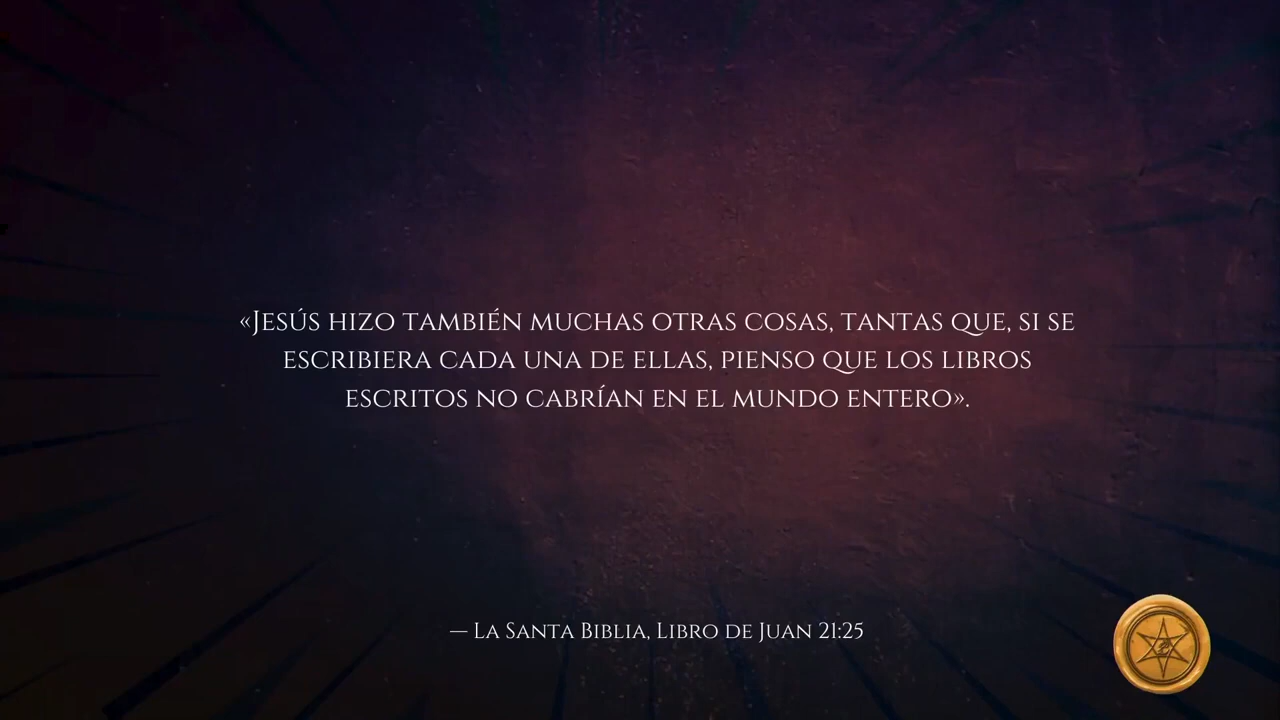 «Jesús hizo también muchas otras cosas, tantas que, si se
escribiera cada una de ellas, pienso que los libros
escritos no cabrían en el mundo entero».
— La Santa Biblia, Libro de Juan 21:25